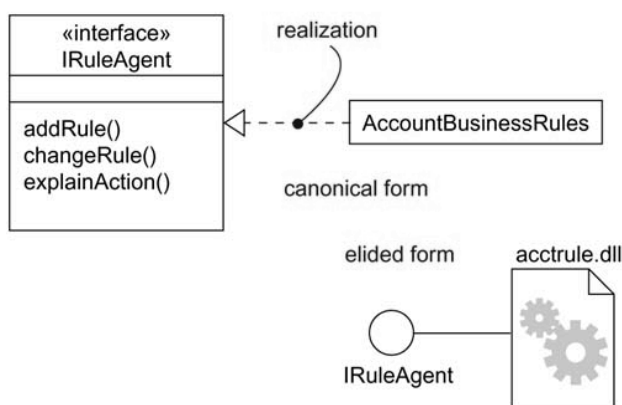 «interface»
IRuleAgent
realization
addRule()
changeRule()
explainAction()
AccountBusinessRules
canonical form
elided form
acctrule.dll
IRuleAgent